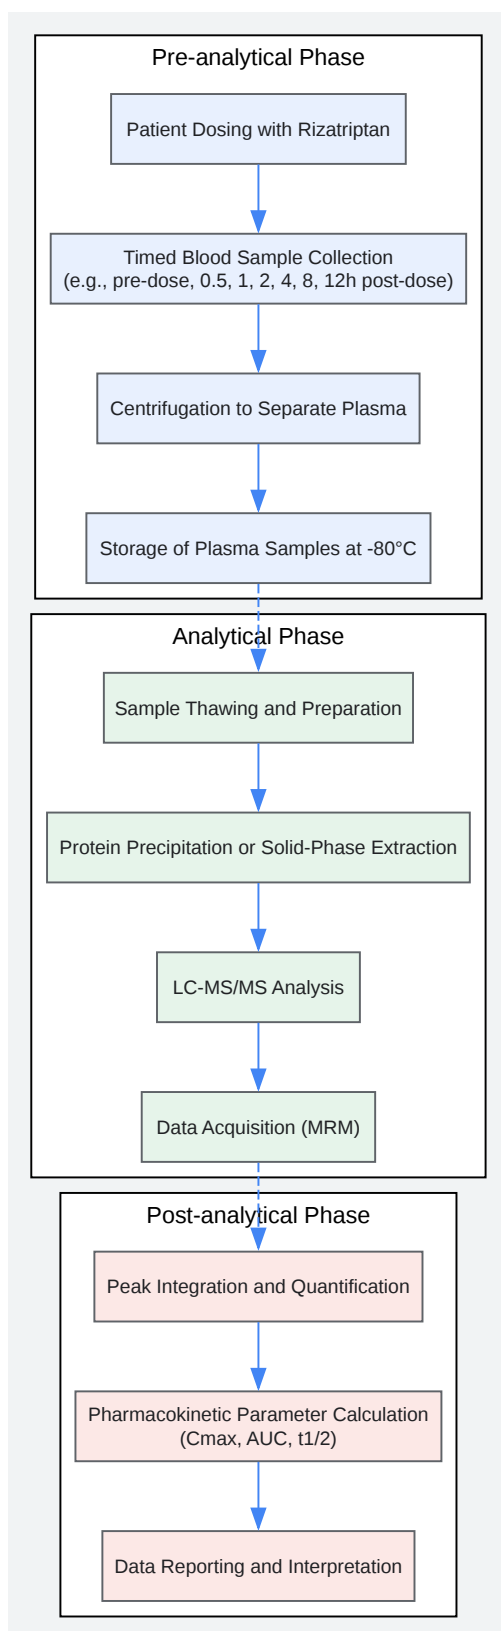 Pre-analytical Phase
Patient Dosing with Rizatriptan
Timed Blood Sample Collection
(e.g., pre-dose, 0.5, 1, 2, 4, 8, 12h post-dose)
Centrifugation to Separate Plasma
Storage of Plasma Samples at -80°C
Analytical Phase
Sample Thawing and Preparation
Protein Precipitation or Solid-Phase Extraction
LC-MS/MS Analysis
Data Acquisition (MRM)
Post-analytical Phase
Peak Integration and Quantification
Pharmacokinetic Parameter Calculation
(Cmax, AUC, t1/2)
Data Reporting and Interpretation